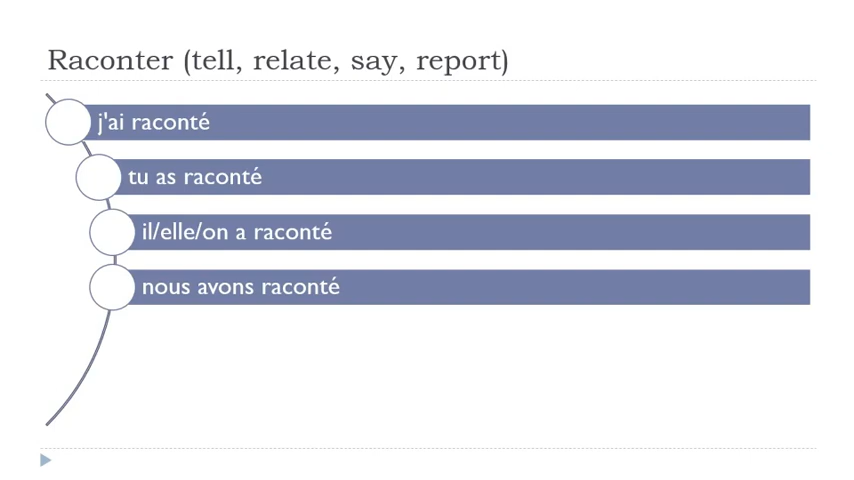 Raconter (tell, relate, say, report)
j'ai raconté
tu as raconté
il/elle/on a raconté
nous avons raconté